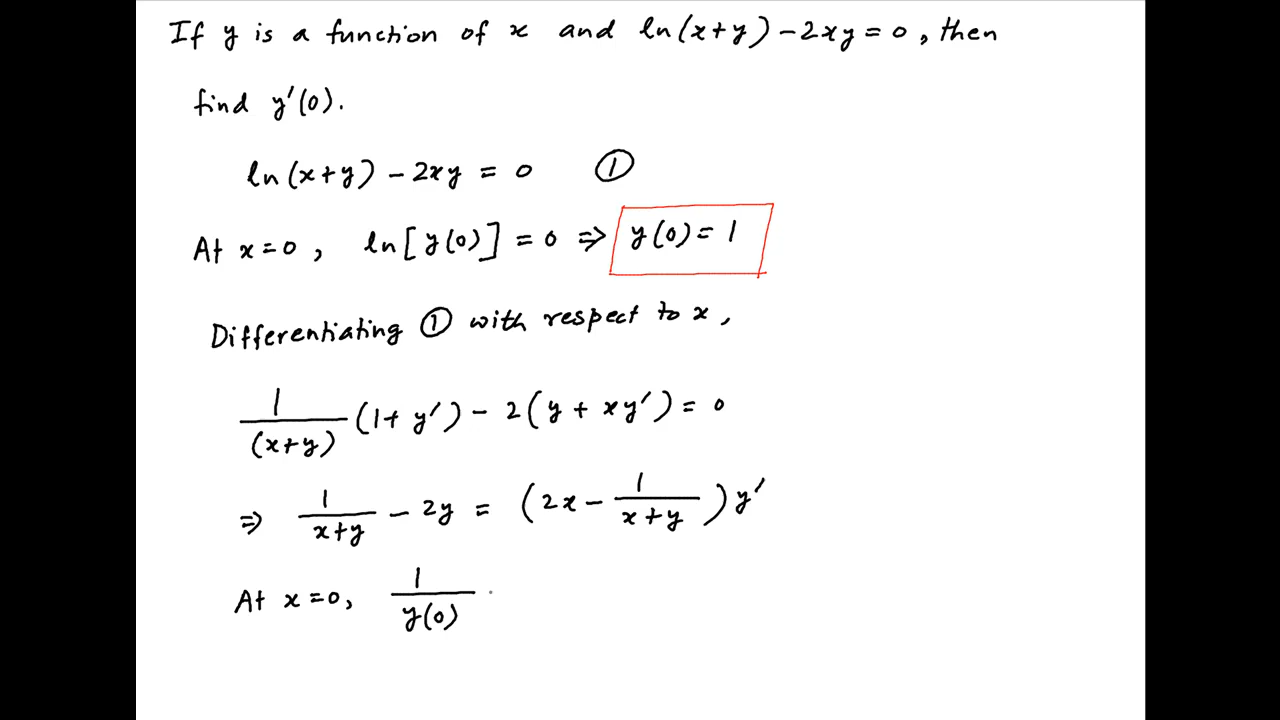 If y is a function of x and ln(x+y) - 2xy = 0, then
find y'(0).
ln(x+y) - 2xy = 0 ①
At x=0, ln[y(0)] = 0 ⇒ y(0) = 1
Differentiating ① with respect to x,
1/(x+y) (1+y') - 2(y + xy') = 0
⇒ 1/(x+y) - 2y = (2x - 1/(x+y)) y'
At x=0, 1/y(0)